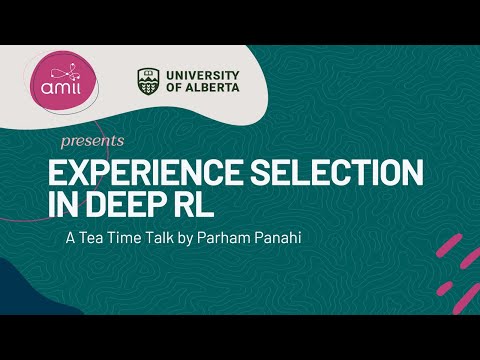 amii
UNIVERSITY
OF ALBERTA
presents
EXPERIENCE SELECTION
IN DEEP RL
A Tea Time Talk by Parham Panahi